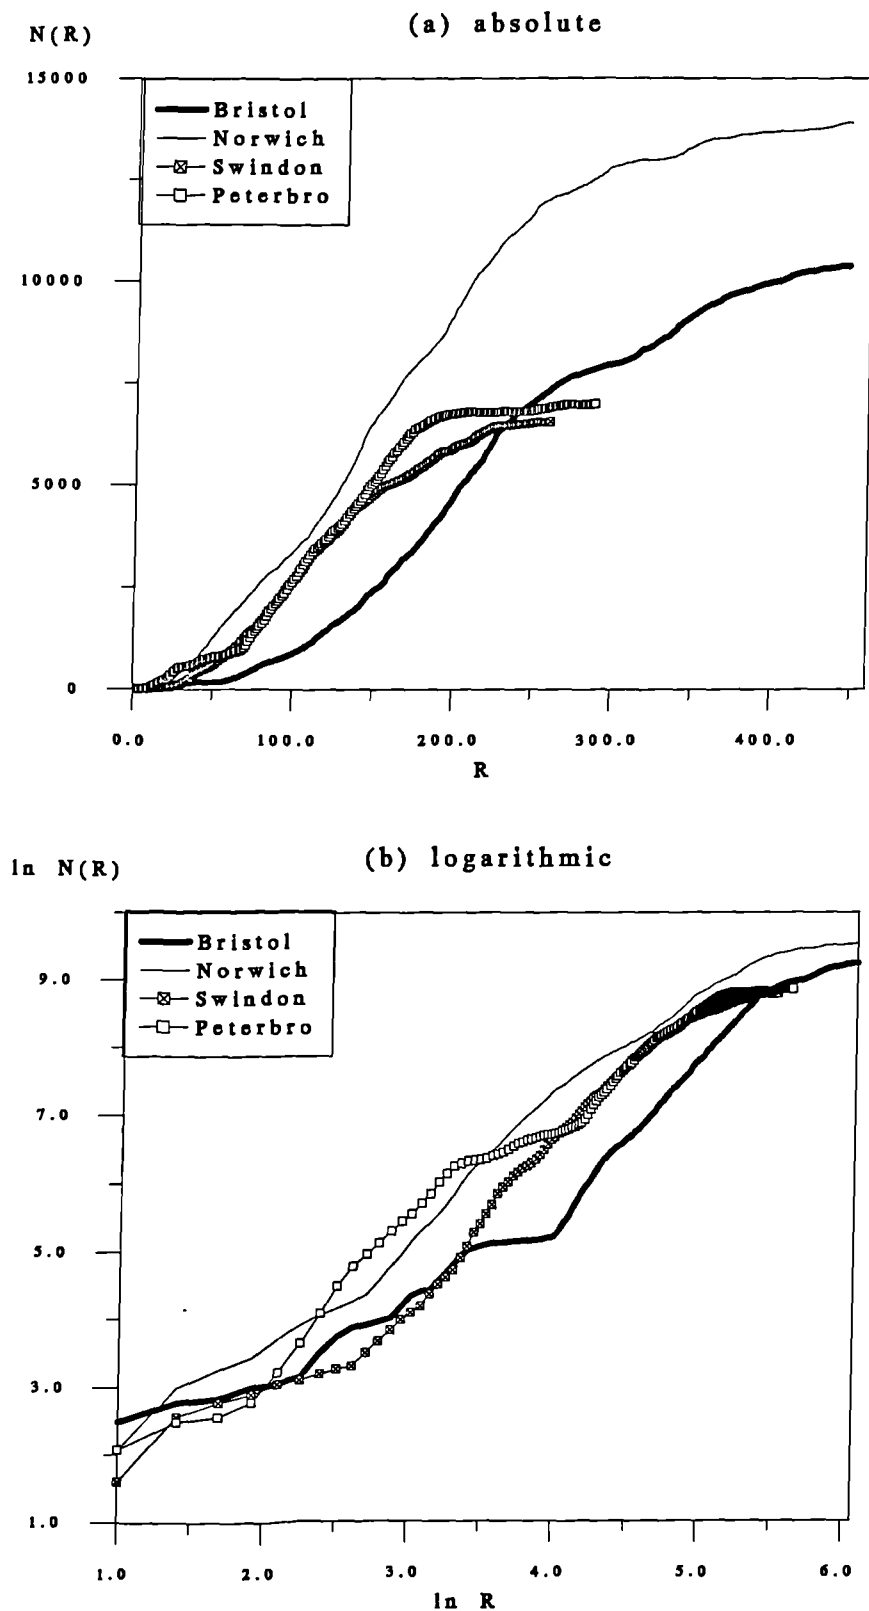 (a) absolute
N(R)
15000
Bristol
Norwich
Swindon
Peterbro
10000
5000
0
0.0 100.0 200.0 300.0 400.0
R
(b) logarithmic
ln N(R)
Bristol
Norwich
Swindon
Peterbro
9.0
7.0
5.0
3.0
1.0
1.0 2.0 3.0 4.0 5.0 6.0
ln R